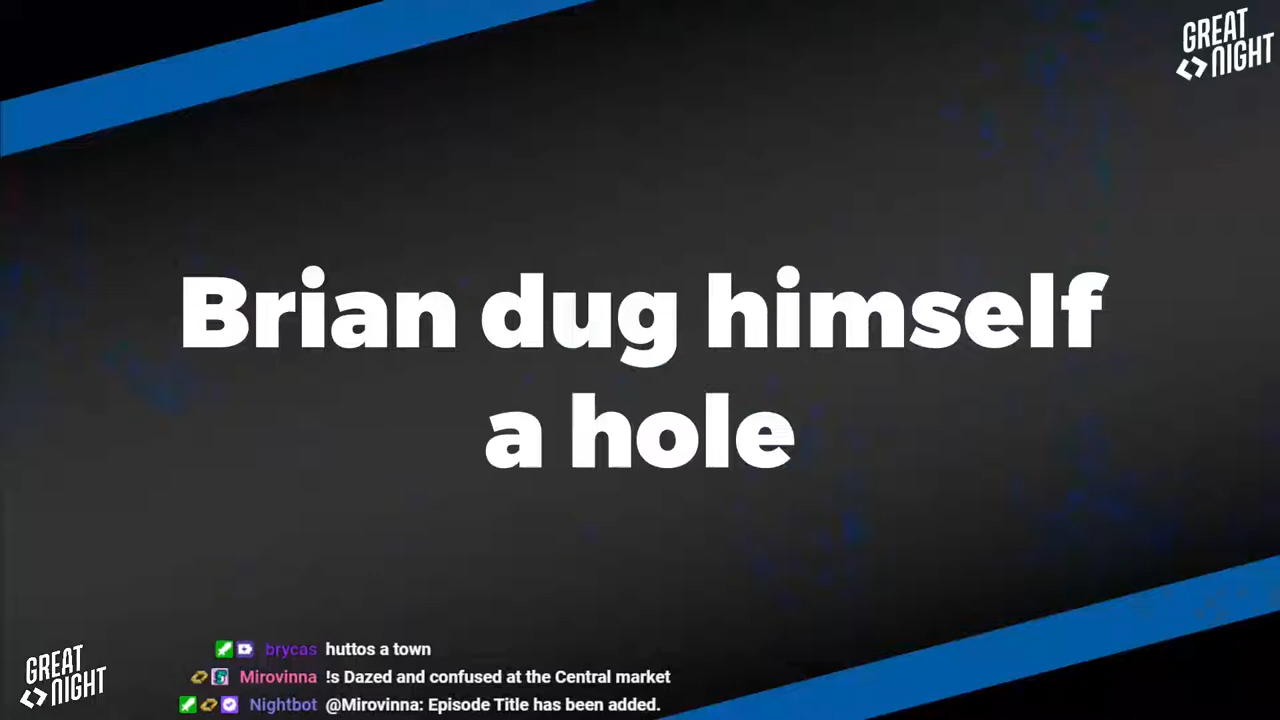 GREAT
NIGHT
Brian dug himself
a hole
brycas huttos a town
Mirovinna !s Dazed and confused at the Central market
Nightbot @Mirovinna: Episode Title has been added.
GREAT
NIGHT